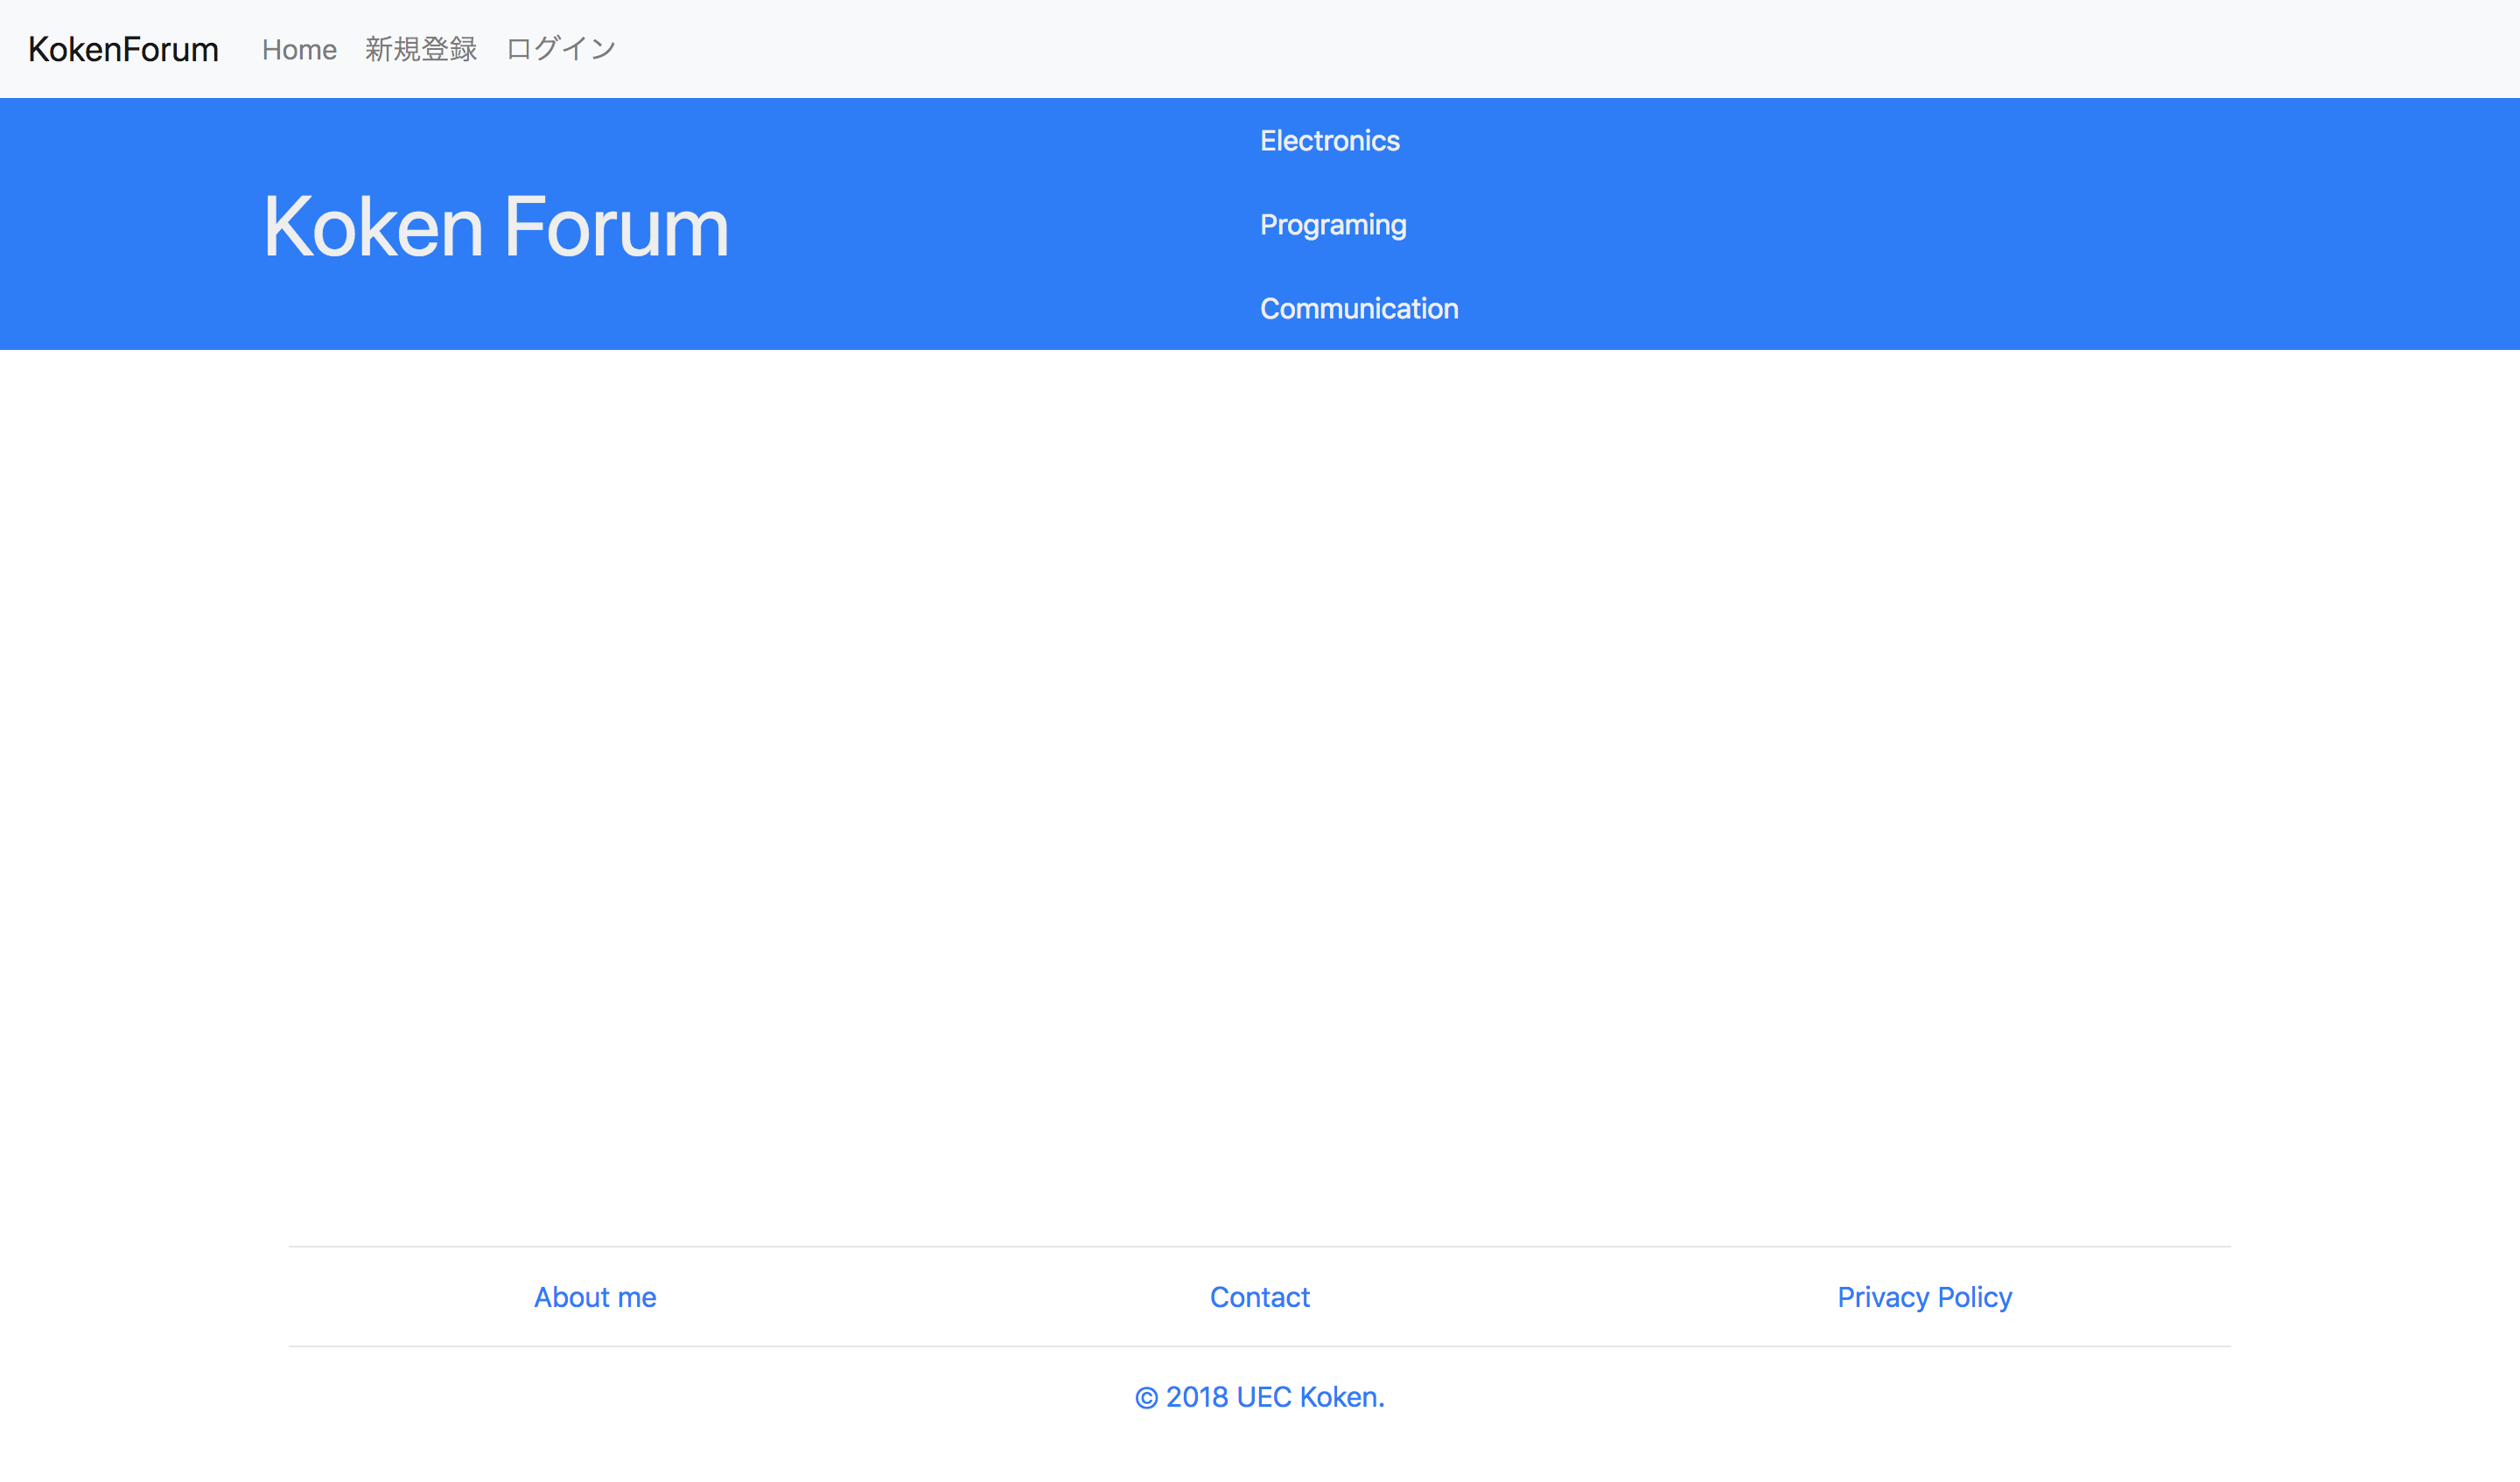 KokenForum Home 新規登録 ログイン
Koken Forum
Electronics
Programing
Communication
About me Contact Privacy Policy
© 2018 UEC Koken.